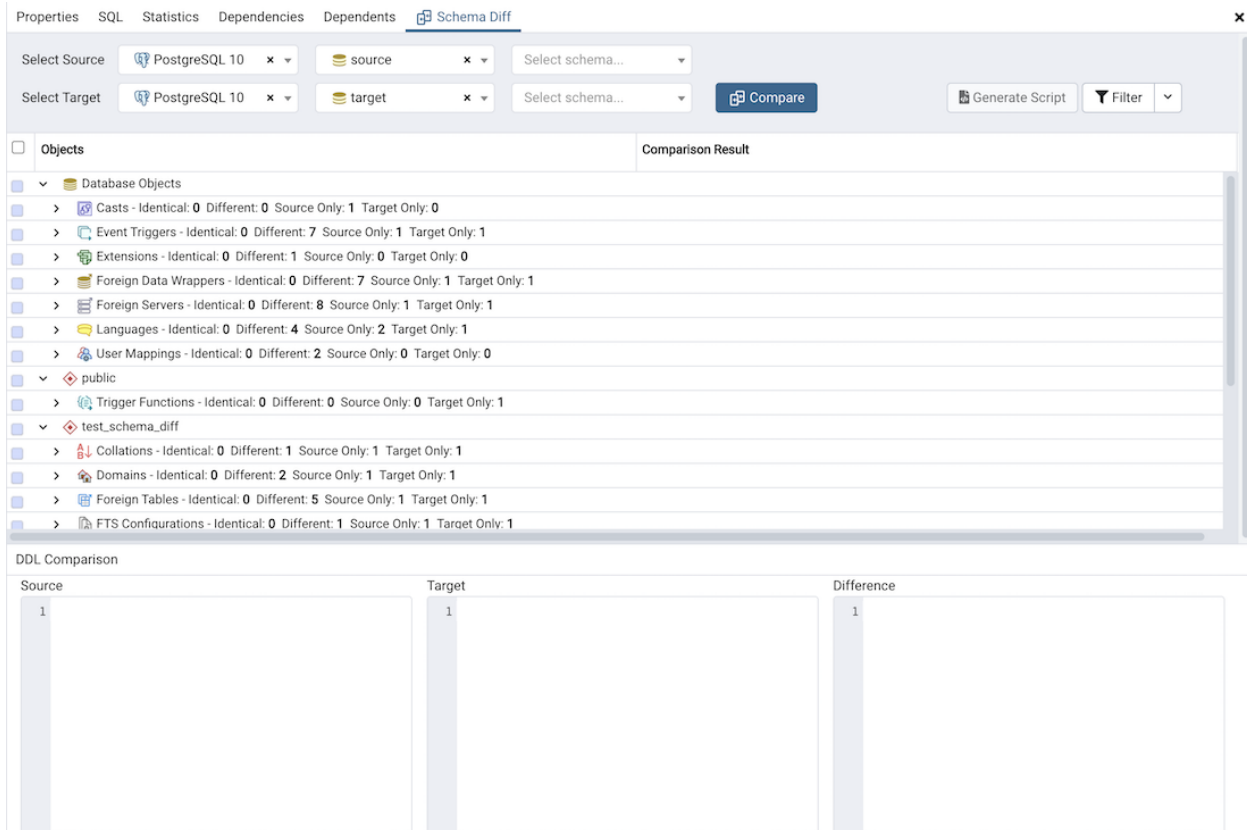 Properties SQL Statistics Dependencies Dependents Schema Diff
Select Source PostgreSQL 10 source Select schema...
Select Target PostgreSQL 10 target Select schema... Compare Generate Script Filter
Objects Comparison Result
Database Objects
Casts - Identical: 0 Different: 0 Source Only: 1 Target Only: 0
Event Triggers - Identical: 0 Different: 7 Source Only: 1 Target Only: 1
Extensions - Identical: 0 Different: 1 Source Only: 0 Target Only: 0
Foreign Data Wrappers - Identical: 0 Different: 7 Source Only: 1 Target Only: 1
Foreign Servers - Identical: 0 Different: 8 Source Only: 1 Target Only: 1
Languages - Identical: 0 Different: 4 Source Only: 2 Target Only: 1
User Mappings - Identical: 0 Different: 2 Source Only: 0 Target Only: 0
public
Trigger Functions - Identical: 0 Different: 0 Source Only: 0 Target Only: 1
test_schema_diff
Collations - Identical: 0 Different: 1 Source Only: 1 Target Only: 1
Domains - Identical: 0 Different: 2 Source Only: 1 Target Only: 1
Foreign Tables - Identical: 0 Different: 5 Source Only: 1 Target Only: 1
FTS Configurations - Identical: 0 Different: 1 Source Only: 1 Target Only: 1
DDL Comparison
Source Target Difference
1 1 1